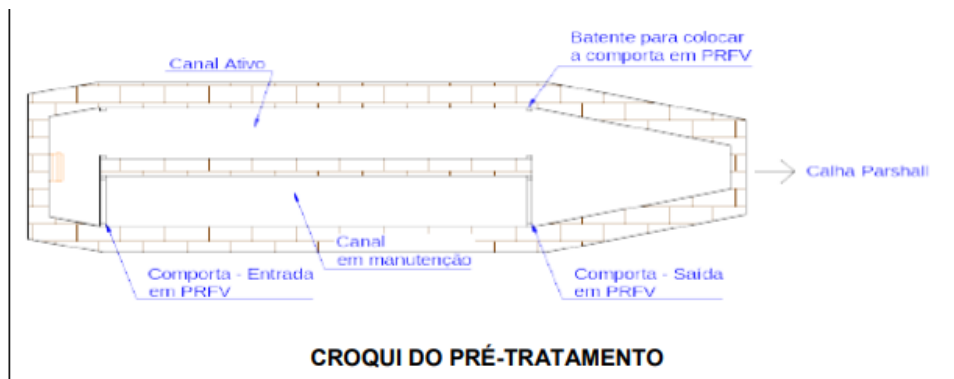 Batente para colocar
a comporta em PRFV
Canal Ativo
Calha Parshall
Canal
em manutenção
Comporta - Entrada
em PRFV
Comporta - Saída
em PRFV
CROQUI DO PRÉ-TRATAMENTO